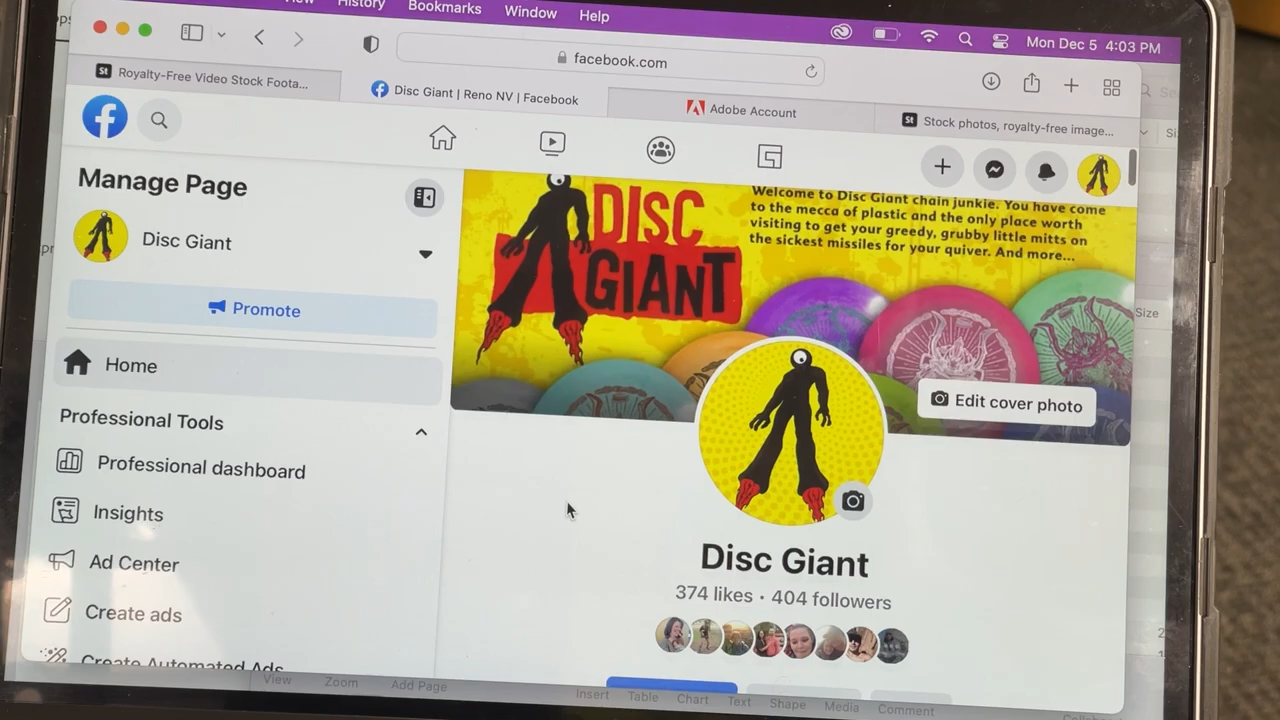 History
Bookmarks
Window
Help
Mon Dec 5 4:03 PM
facebook.com
St Royalty-Free Video Stock Foota...
Disc Giant | Reno NV | Facebook
Adobe Account
St Stock photos, royalty-free image...
Manage Page
Disc Giant
Promote
Home
Professional Tools
Professional dashboard
Insights
Ad Center
Create ads
Create Automated Ads
DISC
GIANT
Welcome to Disc Giant chain junkie. You have come
to the mecca of plastic and the only place worth
visiting to get your greedy, grubby little mitts on
the sickest missiles for your quiver. And more...
Edit cover photo
Disc Giant
374 likes · 404 followers
Size
View
Zoom
Add Page
Insert
Table
Chart
Text
Shape
Media
Comment